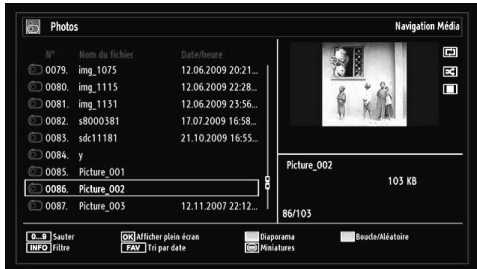 Photos Navigation Média
N° Nom du fichier Date/heure
0079. img_1075 12.06.2009 20:21...
0080. img_1115 12.06.2009 22:28...
0081. img_1131 12.06.2009 23:56...
0082. s8000381 17.07.2009 16:58...
0083. sdc11181 21.10.2009 16:55...
0084. y
0085. Picture_001
0086. Picture_002
0087. Picture_003 12.11.2007 22:12...
Picture_002
103 KB
86/103
0...9 Sauter OK Afficher plein écran Diaporama Boucle/Aléatoire
INFO Filtre FAV Tri par date Miniatures